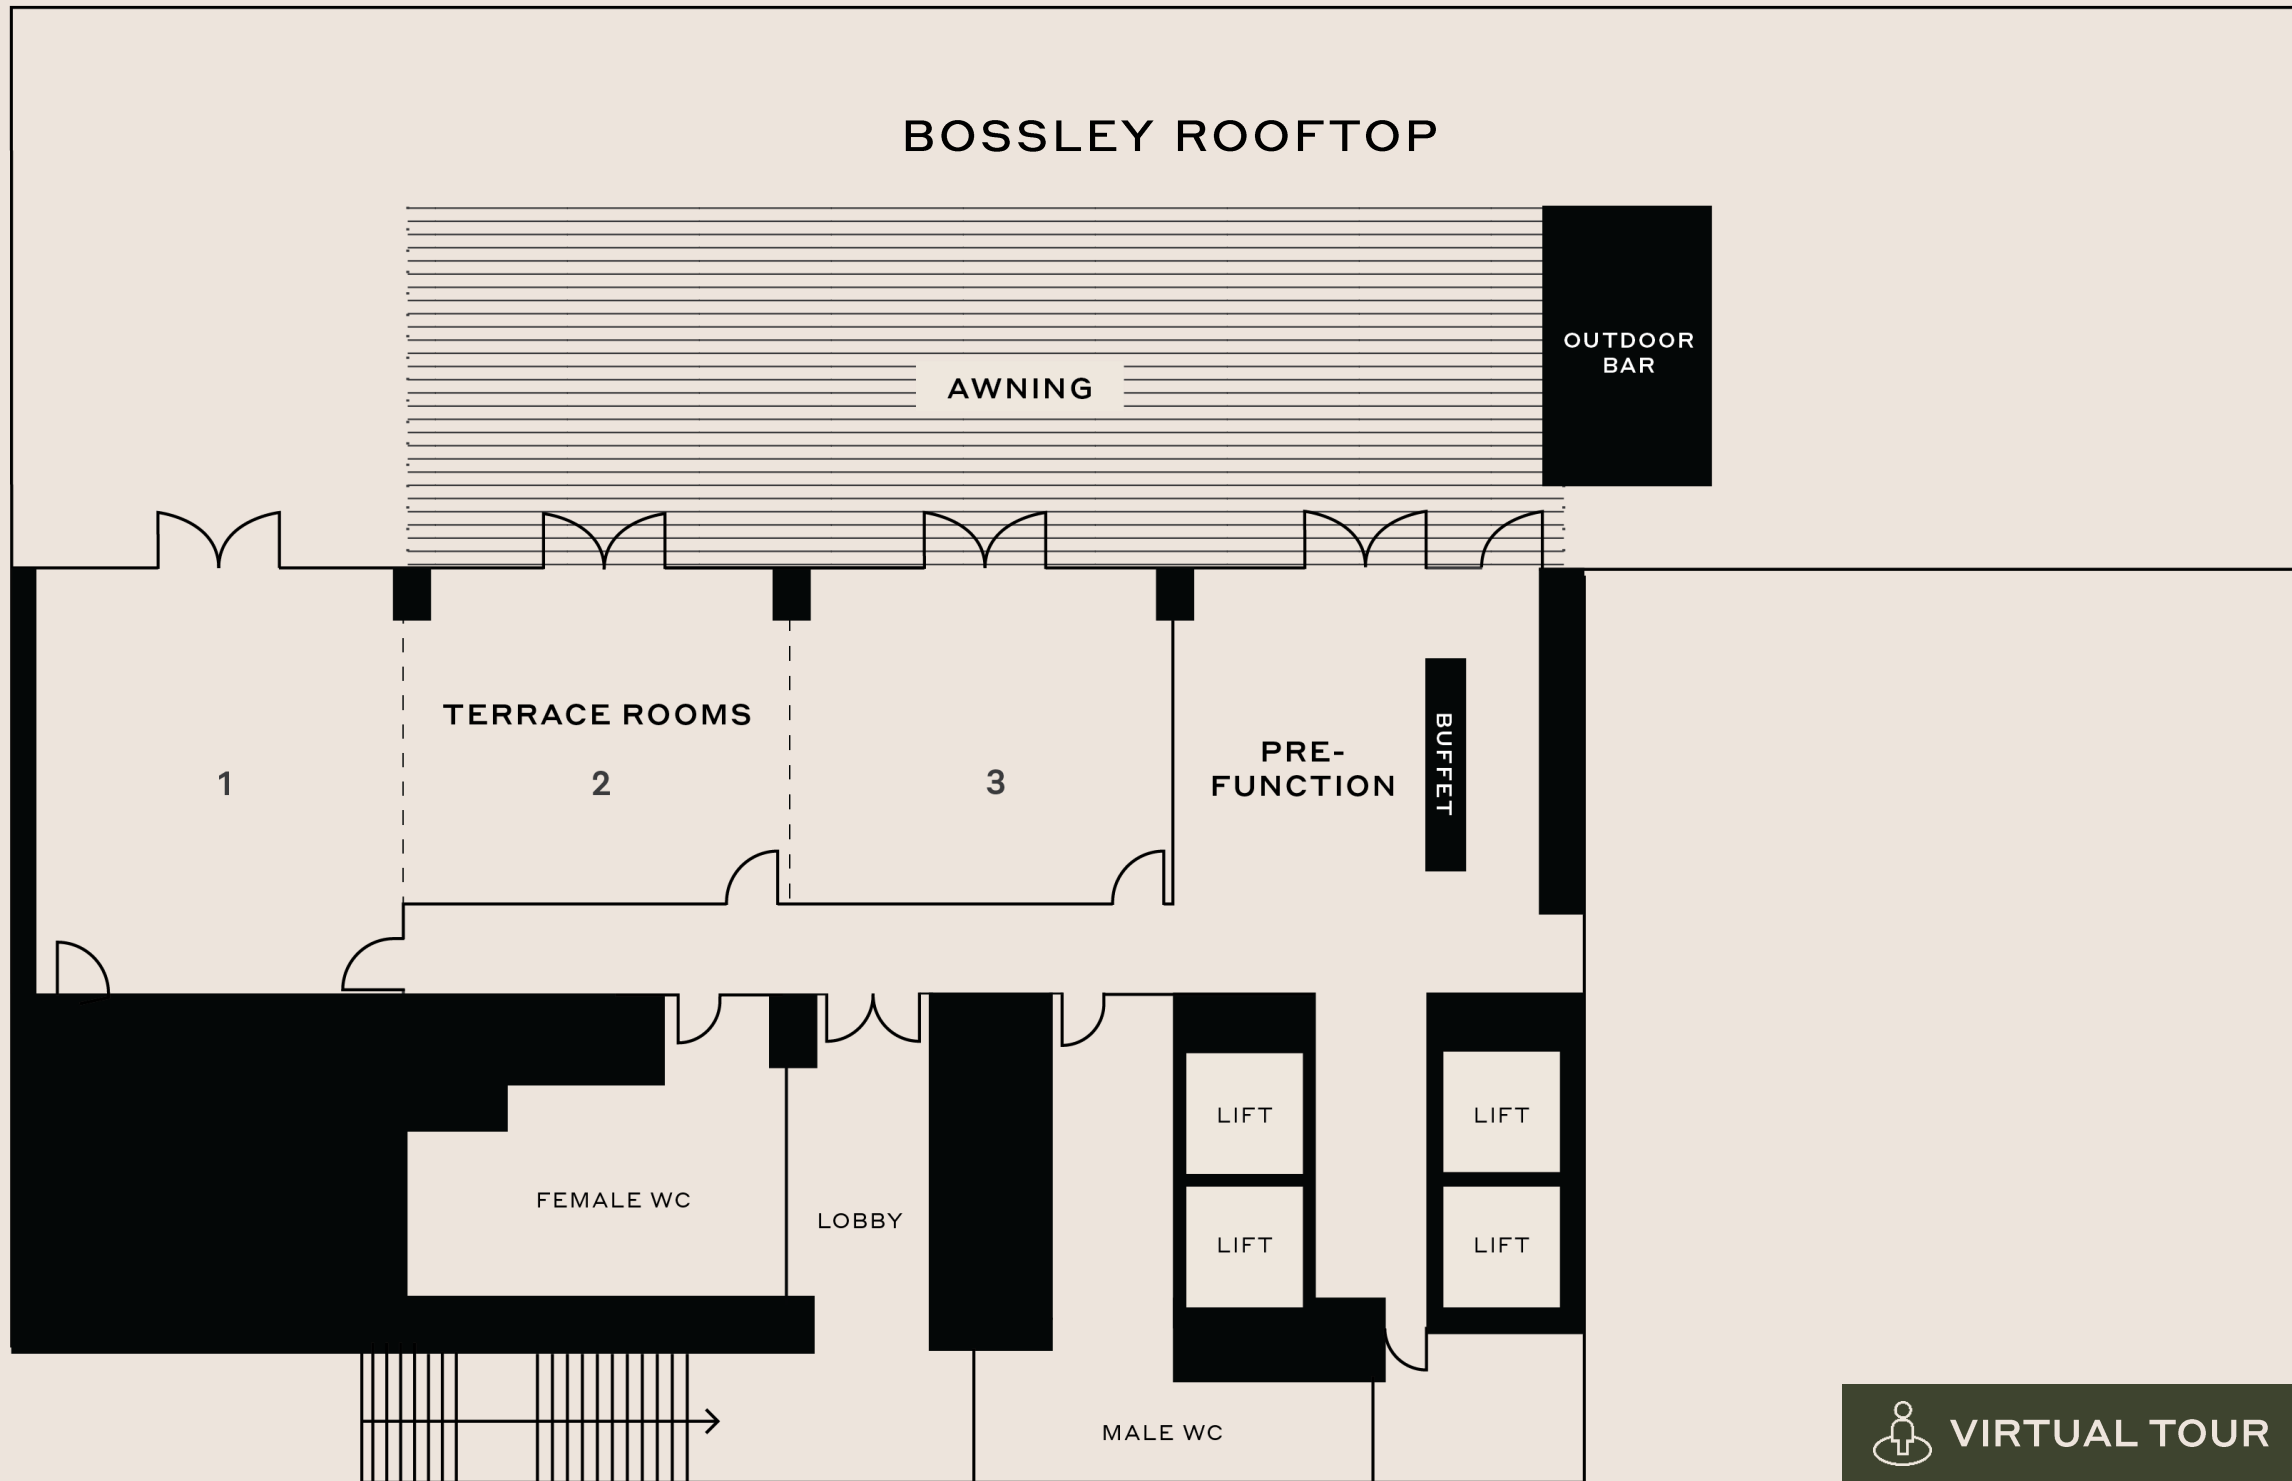 BOSSLEY ROOFTOP
OUTDOOR
BAR
AWNING
TERRACE ROOMS
1
2
3
PRE-
FUNCTION
BUFFET
LIFT
LIFT
FEMALE WC
LOBBY
LIFT
LIFT
MALE WC
VIRTUAL TOUR